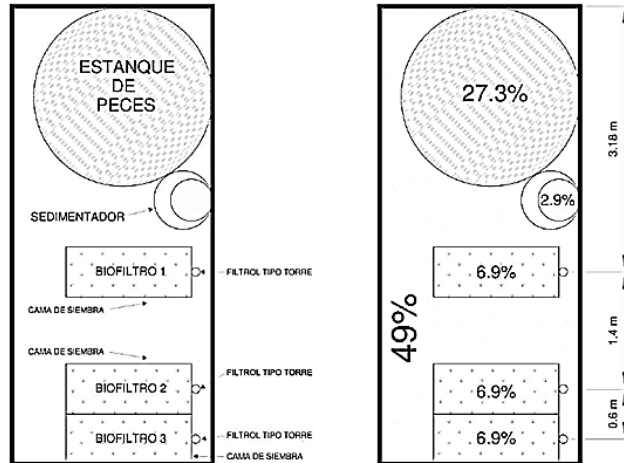 ESTANQUE
DE
PECES
SEDIMENTADOR
BIOFILTRO 1
FILTROL TIPO TORRE
CAMA DE SIEMBRA
CAMA DE SIEMBRA
FILTROL TIPO TORRE
BIOFILTRO 2
BIOFILTRO 3
FILTROL TIPO TORRE
CAMA DE SIEMBRA
27.3%
2.9%
6.9%
49%
6.9%
6.9%
3.18 m
1.4 m
0.6 m